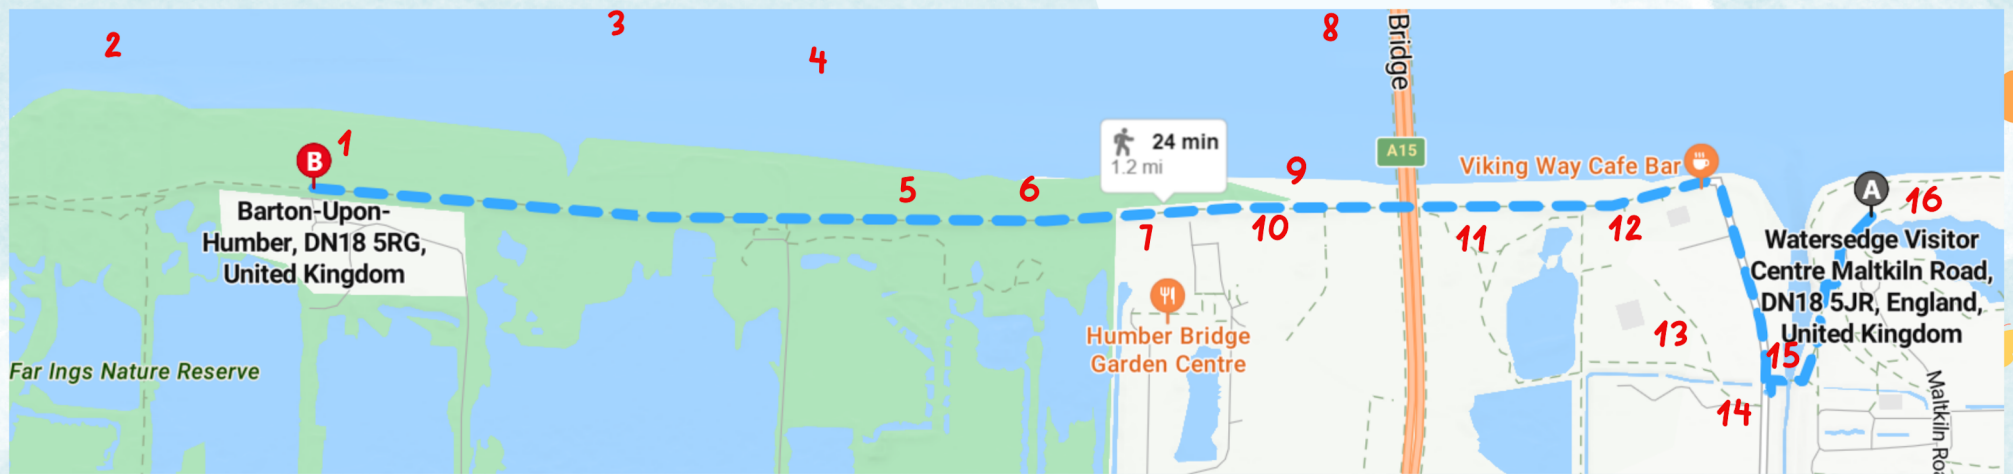 2
3
4
8
Bridge
1
B
24 min
1.2 mi
A15
Viking Way Cafe Bar
5
6
9
A
16
Barton-Upon-
Humber, DN18 5RG,
United Kingdom
7
10
11
12
Watersedge Visitor
Centre Maltkiln Road,
DN18 5JR, England,
United Kingdom
Humber Bridge
Garden Centre
13
15
Far Ings Nature Reserve
14
Maltkiln Ro